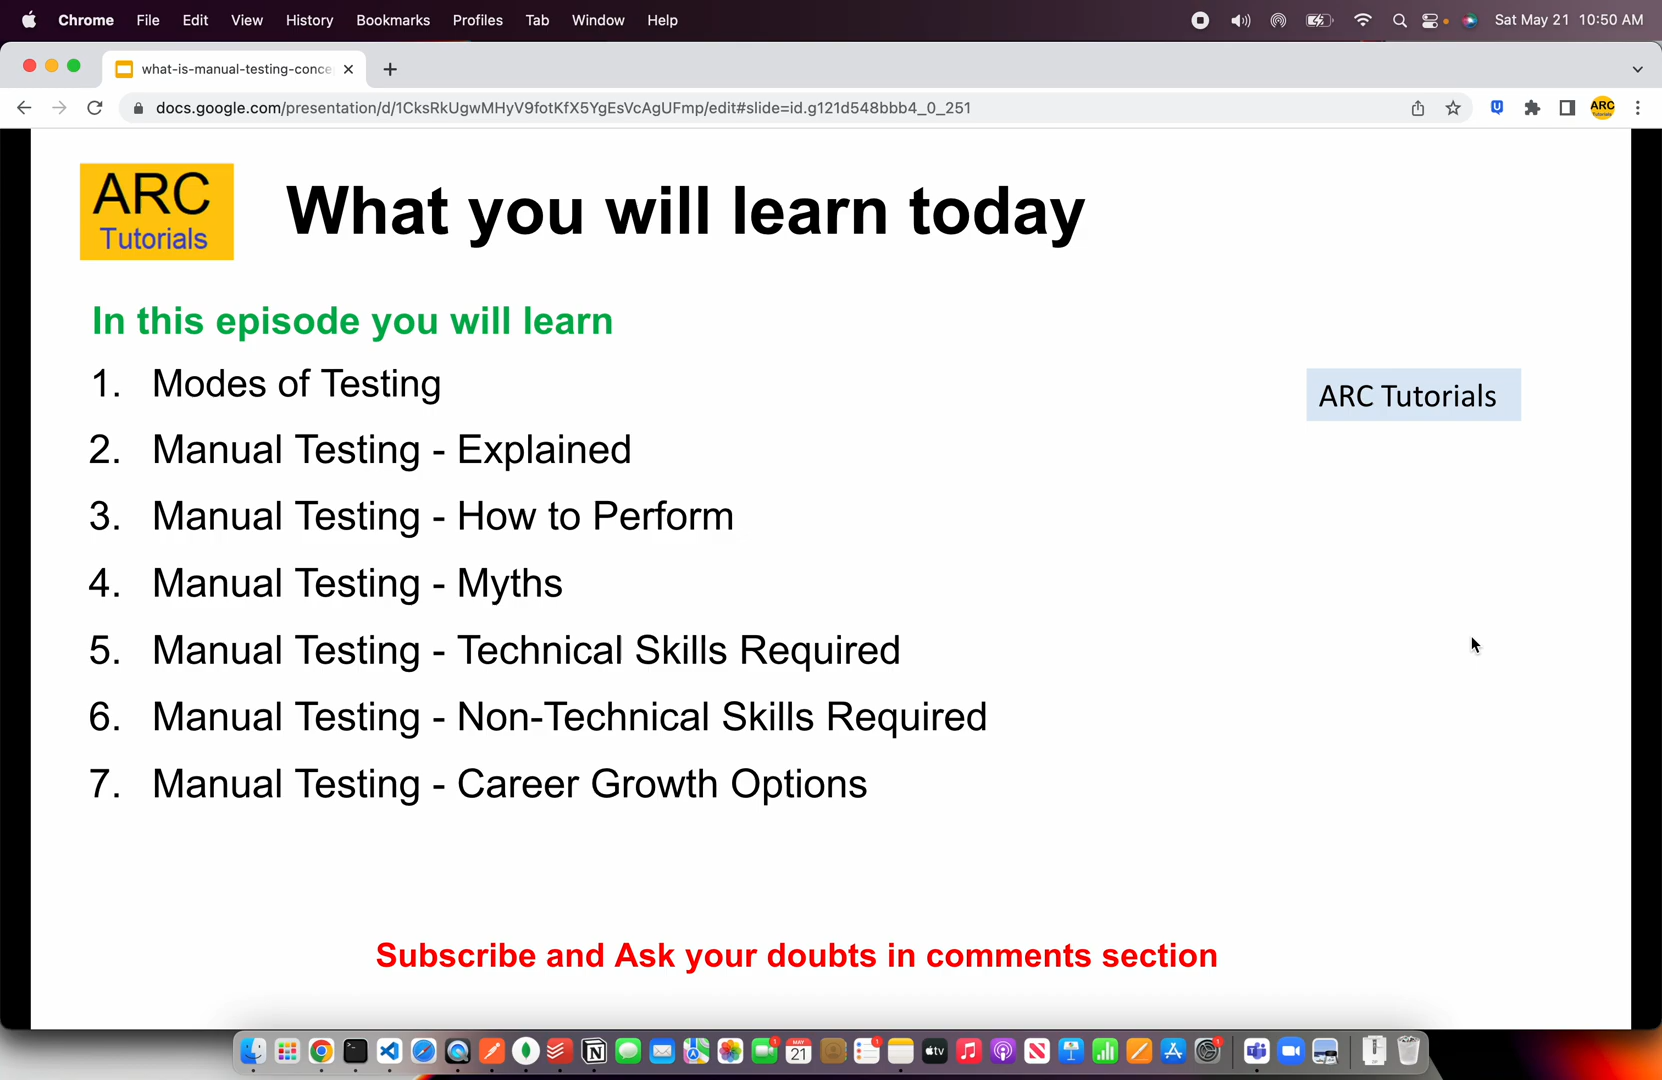 Chrome File Edit View History Bookmarks Profiles Tab Window Help Sat May 21 10:50 AM
what-is-manual-testing-conce
docs.google.com/presentation/d/1CksRkUgwMHyV9fotKfX5YgEsVcAgUFmp/edit#slide=id.g121d548bbb4_0_251
ARC
Tutorials
What you will learn today
In this episode you will learn
1. Modes of Testing
ARC Tutorials
2. Manual Testing - Explained
3. Manual Testing - How to Perform
4. Manual Testing - Myths
5. Manual Testing - Technical Skills Required
6. Manual Testing - Non-Technical Skills Required
7. Manual Testing - Career Growth Options
Subscribe and Ask your doubts in comments section
MAY
21
tv